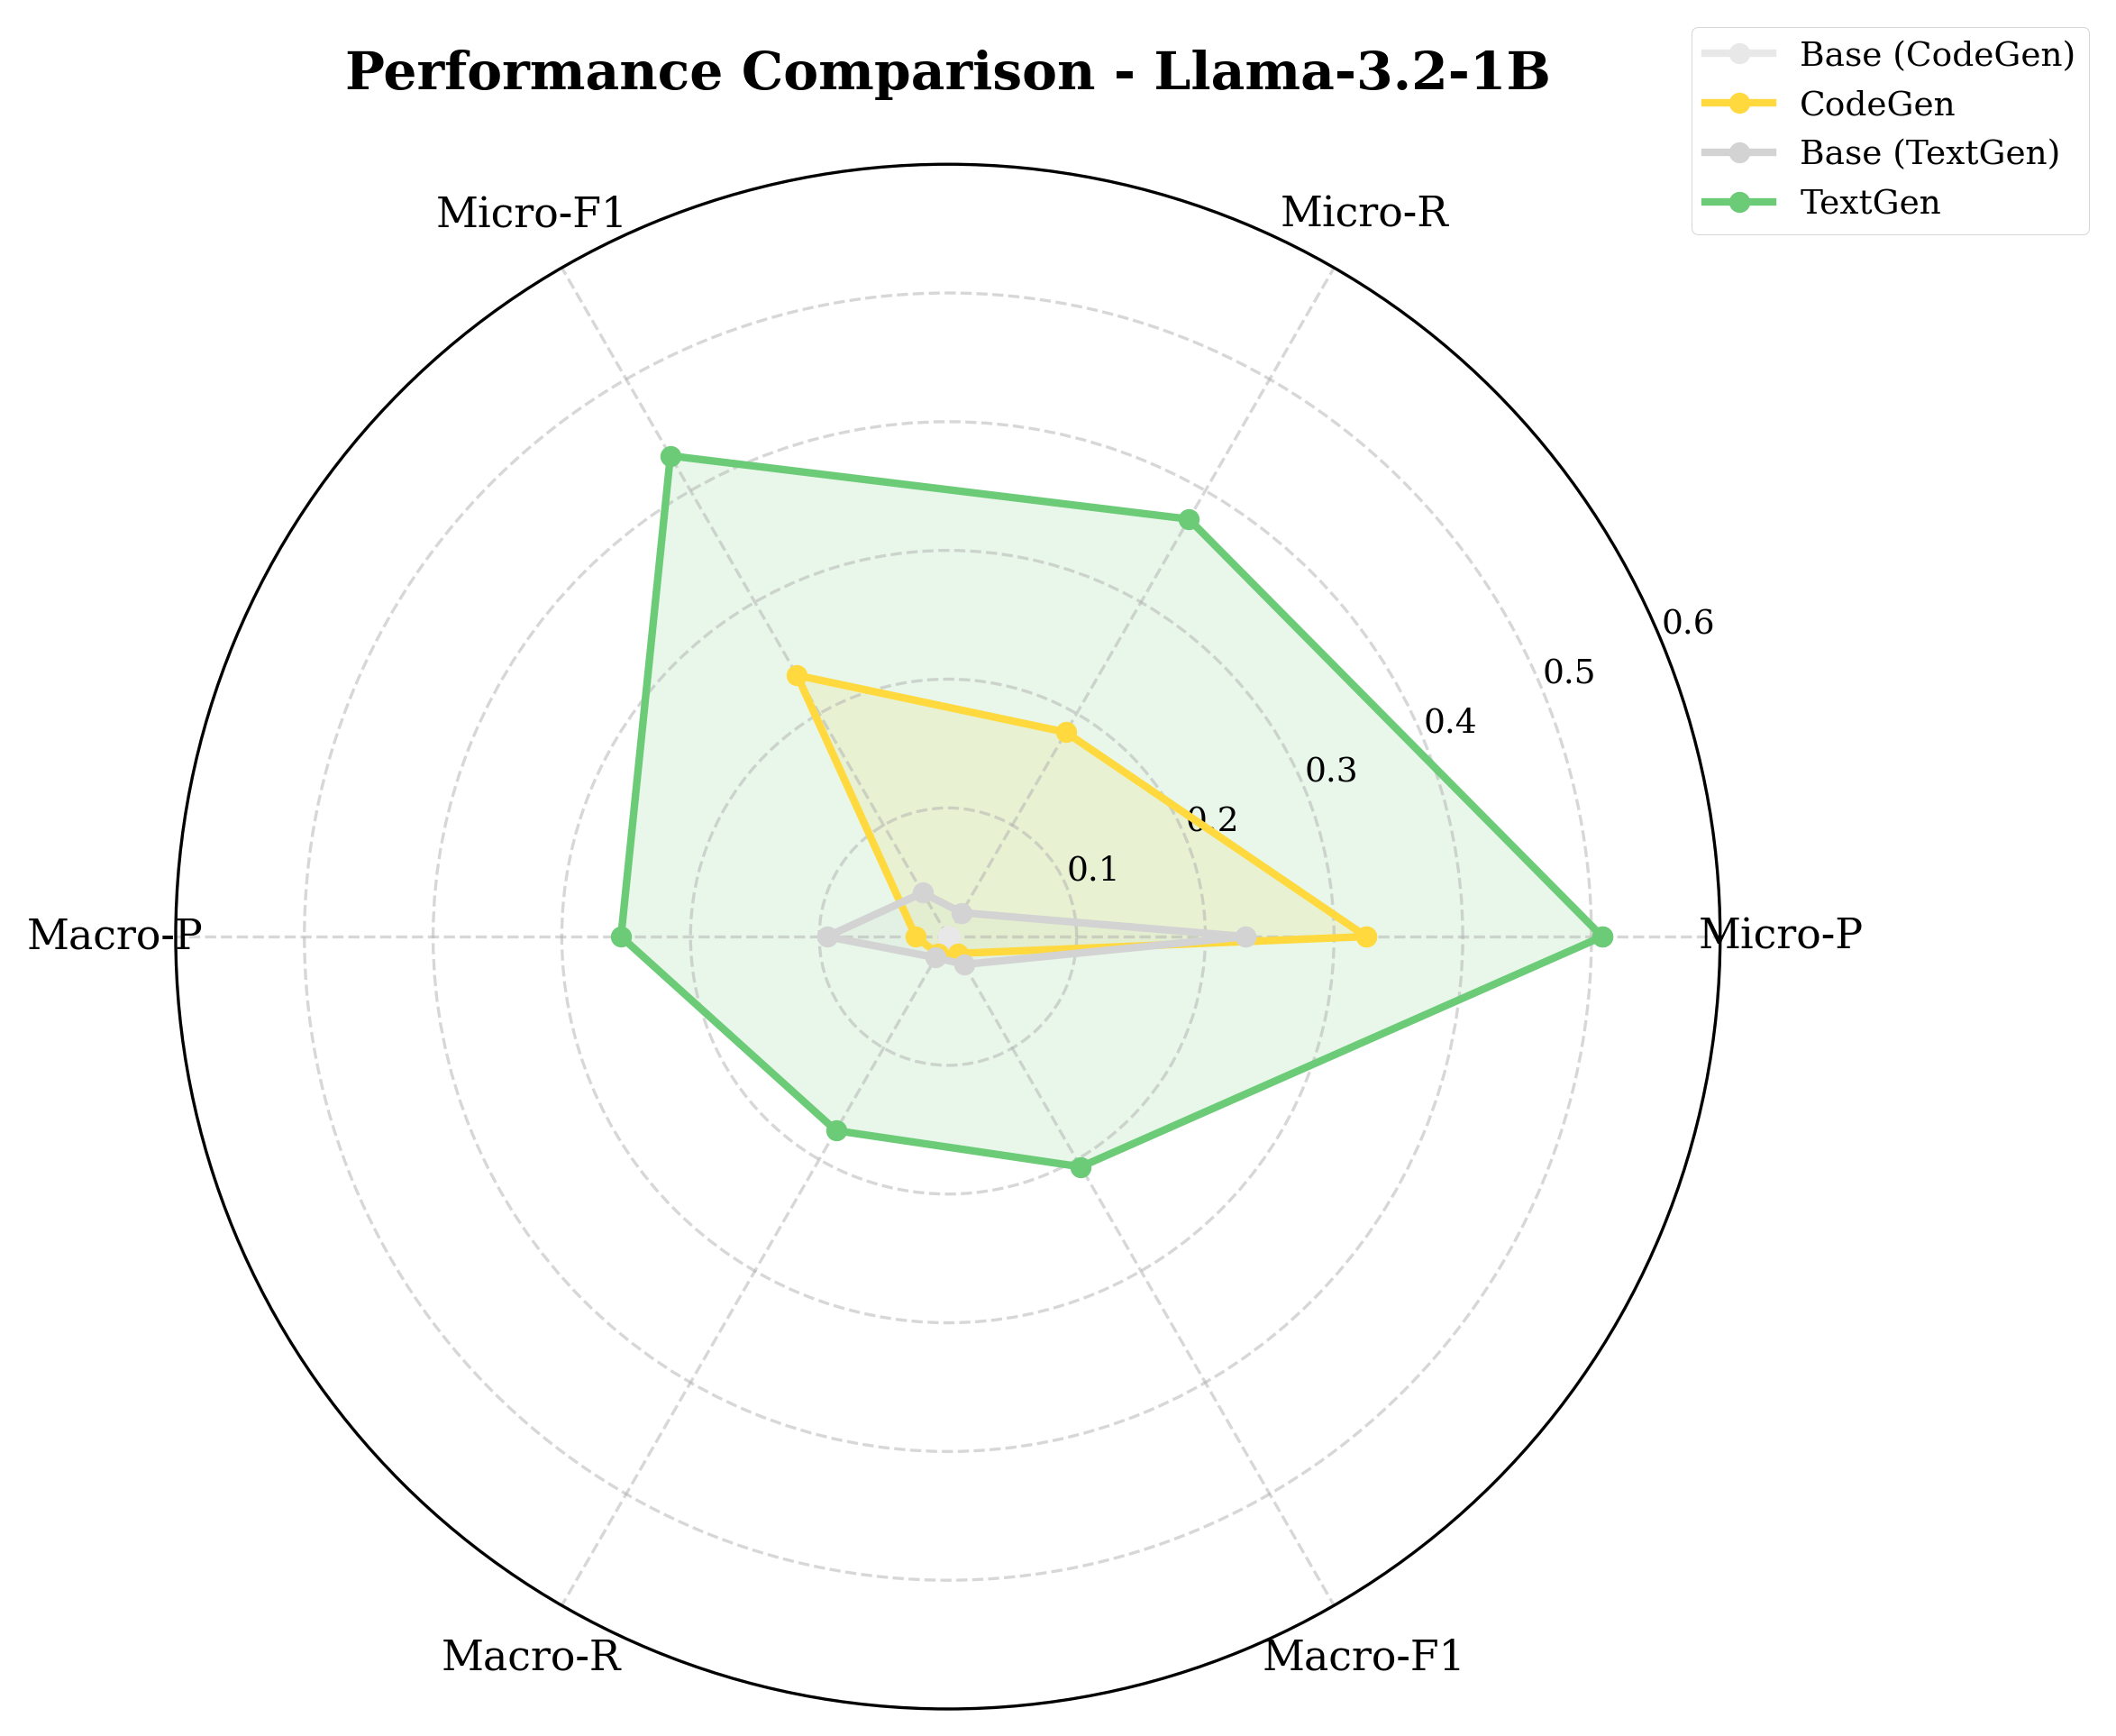 Performance Comparison - Llama-3.2-1B
Base (CodeGen)
CodeGen
Base (TextGen)
TextGen
Micro-F1
Micro-R
0.6
0.5
0.4
0.3
0.2
0.1
Macro-P
Micro-P
Macro-R
Macro-F1